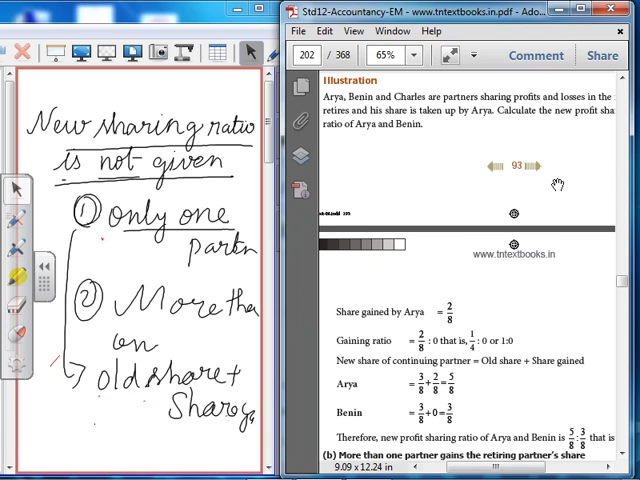 New sharing ratio
is not given
① only one
partn
② More than
on
old share +
Share ga
Std12-Accountancy-EM - www.tntextbooks.in.pdf - Ado...
File Edit View Window Help
202 / 368 65% Comment Share
Illustration
Arya, Benin and Charles are partners sharing profits and losses in the
retires and his share is taken up by Arya. Calculate the new profit sha
ratio of Arya and Benin.
93
www.tntextbooks.in
Share gained by Arya = 2/8
Gaining ratio = 2/8 : 0 that is, 1/4 : 0 or 1:0
New share of continuing partner = Old share + Share gained
Arya = 3/8 + 2/8 = 5/8
Benin = 3/8 + 0 = 3/8
Therefore, new profit sharing ratio of Arya and Benin is 5/8 : 3/8 that is
(b) More than one partner gains the retiring partner's share
9.09 x 12.24 in